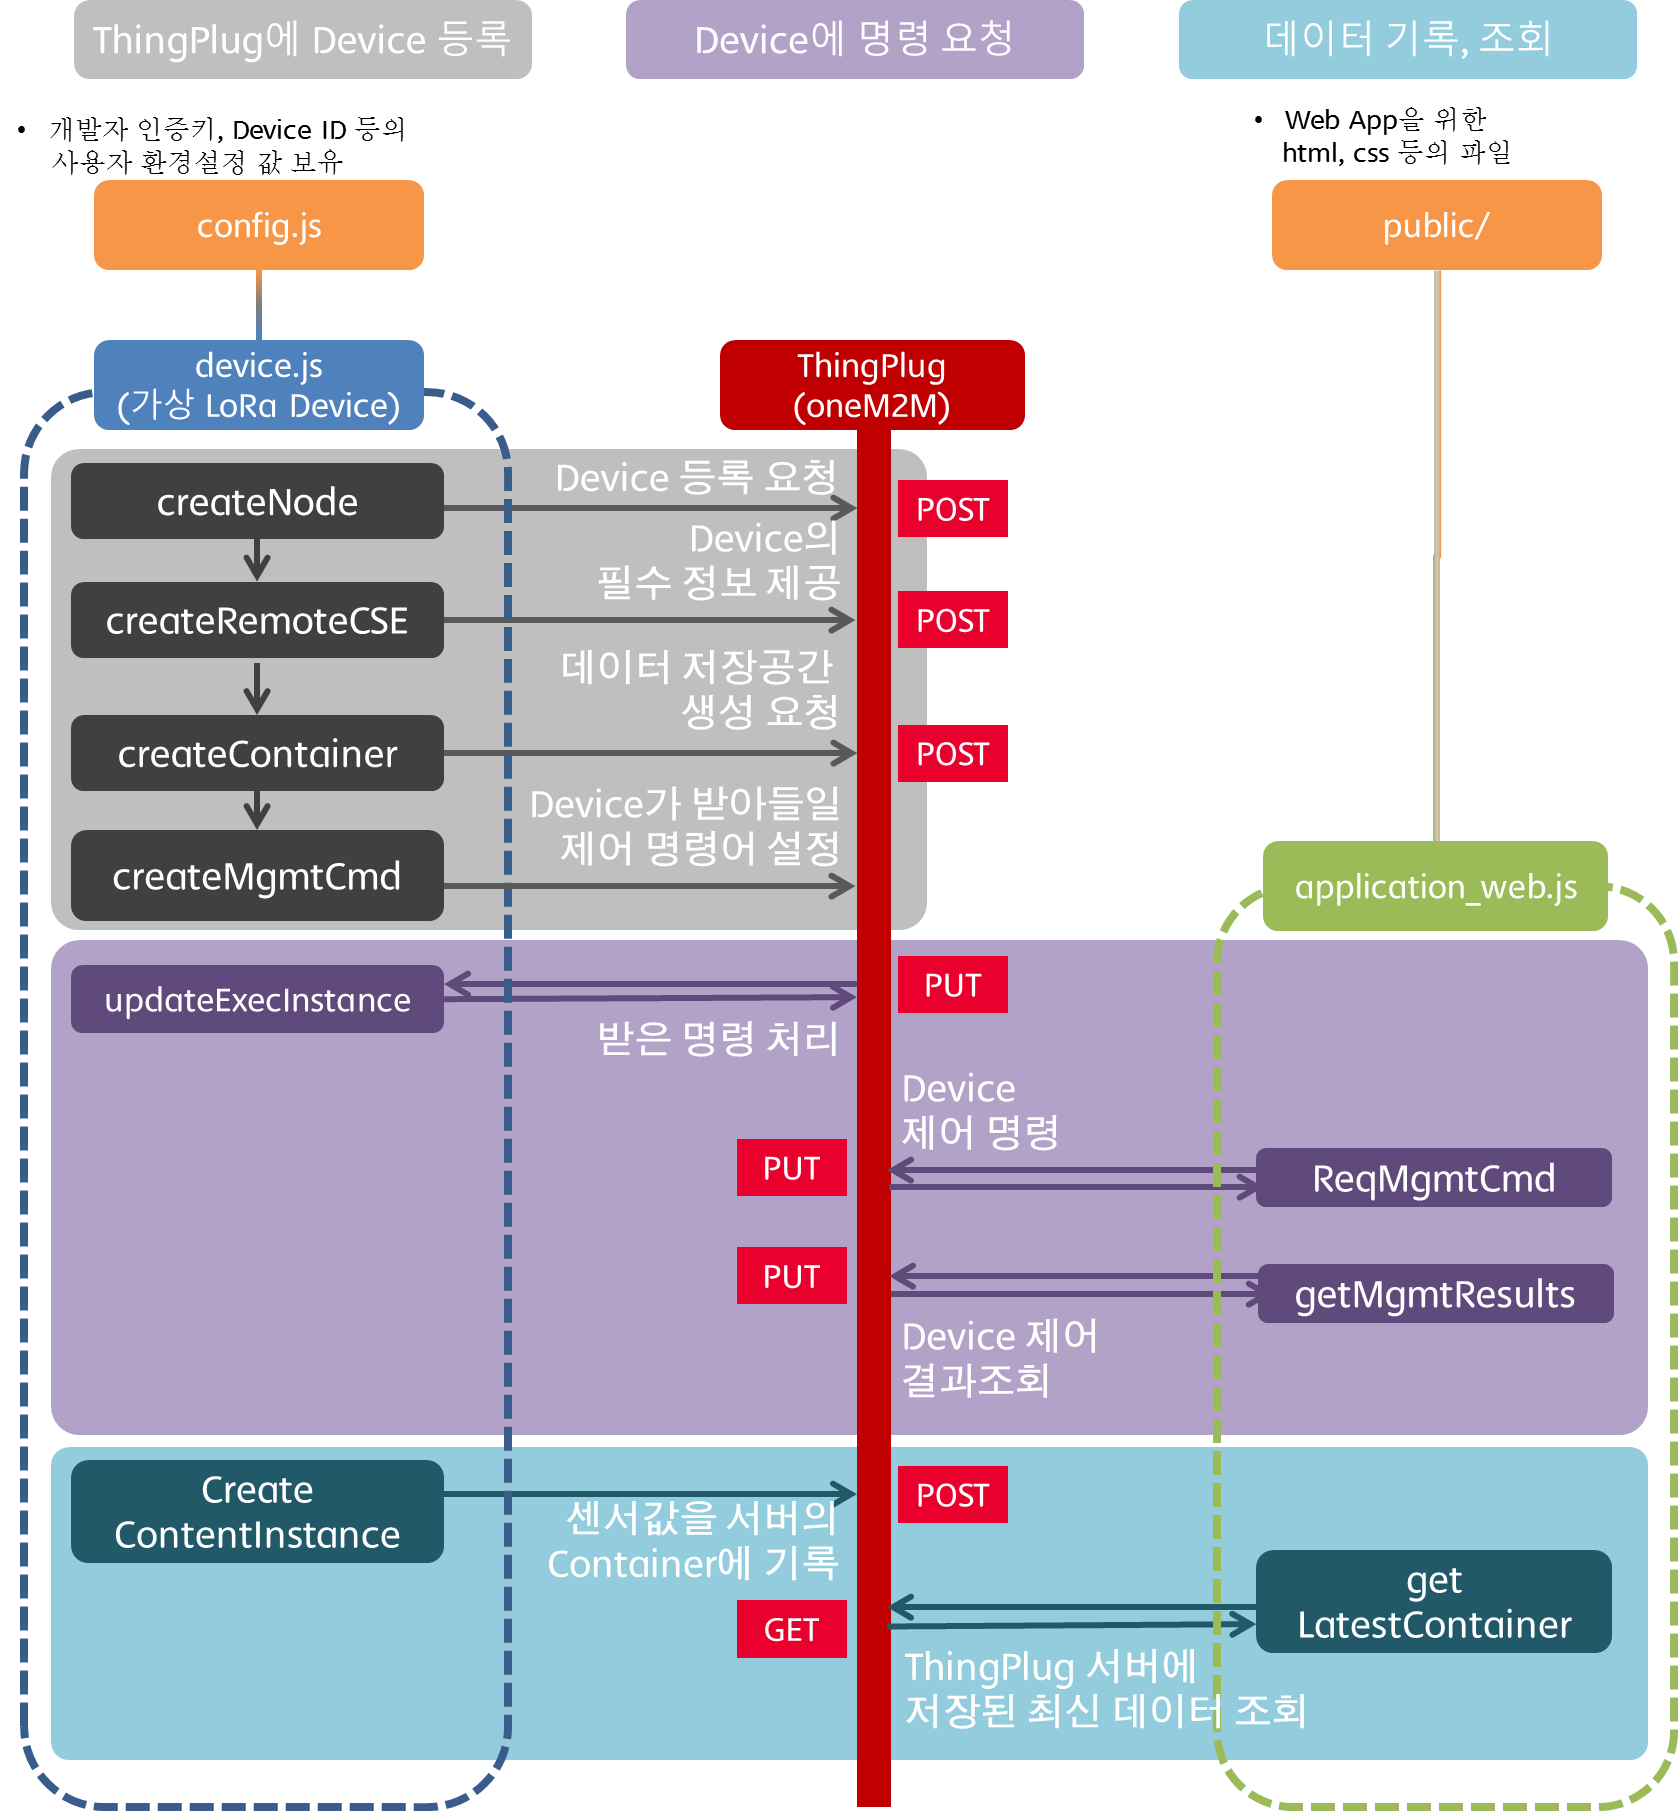 ThingPlug에 Device 등록
Device에 명령 요청
데이터 기록, 조회
• 개발자 인증키, Device ID 등의
사용자 환경설정 값 보유
• Web App을 위한
html, css 등의 파일
config.js
public/
device.js
(가상 LoRa Device)
ThingPlug
(oneM2M)
createNode
Device 등록 요청
POST
Device의
필수 정보 제공
createRemoteCSE
POST
데이터 저장공간
생성 요청
createContainer
POST
Device가 받아들일
제어 명령어 설정
createMgmtCmd
application_web.js
updateExecInstance
PUT
받은 명령 처리
Device
제어 명령
PUT
ReqMgmtCmd
PUT
getMgmtResults
Device 제어
결과조회
Create
ContentInstance
POST
센서값을 서버의
Container에 기록
get
LatestContainer
GET
ThingPlug 서버에
저장된 최신 데이터 조회